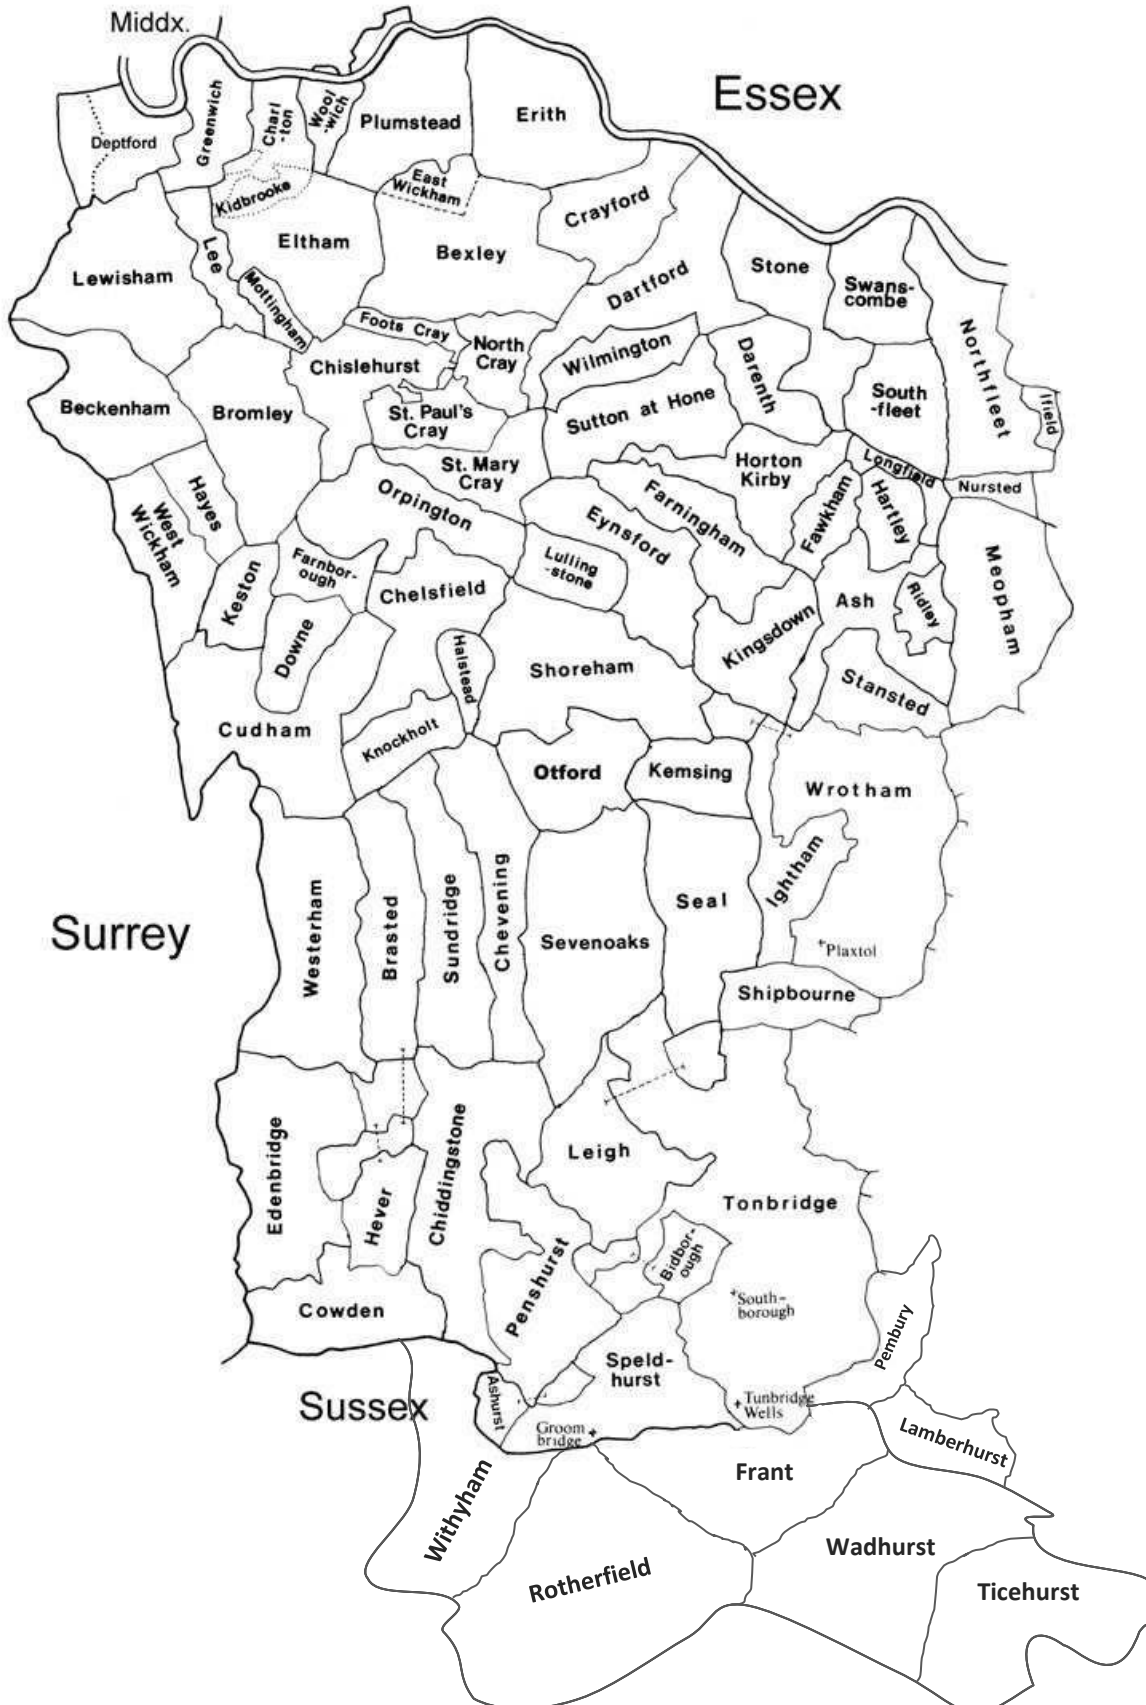 Middx.
Essex
Deptford
Greenwich
Charl
-ton
Wool
-wich
Plumstead
Erith
Kidbrooke
East
Wickham
Crayford
Lewisham
Lee
Eltham
Mottingham
Bexley
Dartford
Stone
Swans-
combe
Northfleet
Ifield
Foots Cray
North
Cray
Chislehurst
Wilmington
Darenth
South
-fleet
Beckenham
Bromley
St. Paul's
Cray
Sutton at Hone
St. Mary
Cray
Horton
Kirby
Longfield
Nursted
Hayes
West
Wickham
Orpington
Eynsford
Farningham
Fawkham
Hartley
Meopham
Keston
Farnbor-
ough
Chelsfield
Lulling
-stone
Kingsdown
Ash
Ridley
Downe
Halstead
Shoreham
Stansted
Cudham
Knockholt
Otford
Kemsing
Wrotham
Ightham
Surrey
Westerham
Brasted
Sundridge
Chevening
Sevenoaks
Seal
Plaxtol
Shipbourne
Edenbridge
Hever
Chiddingstone
Leigh
Tonbridge
Penshurst
Bidbor-
ough
South-
borough
Pembury
Cowden
Speld-
hurst
Sussex
Ashurst
Groom
bridge
Tunbridge
Wells
Lamberhurst
Frant
Withyham
Rotherfield
Wadhurst
Ticehurst